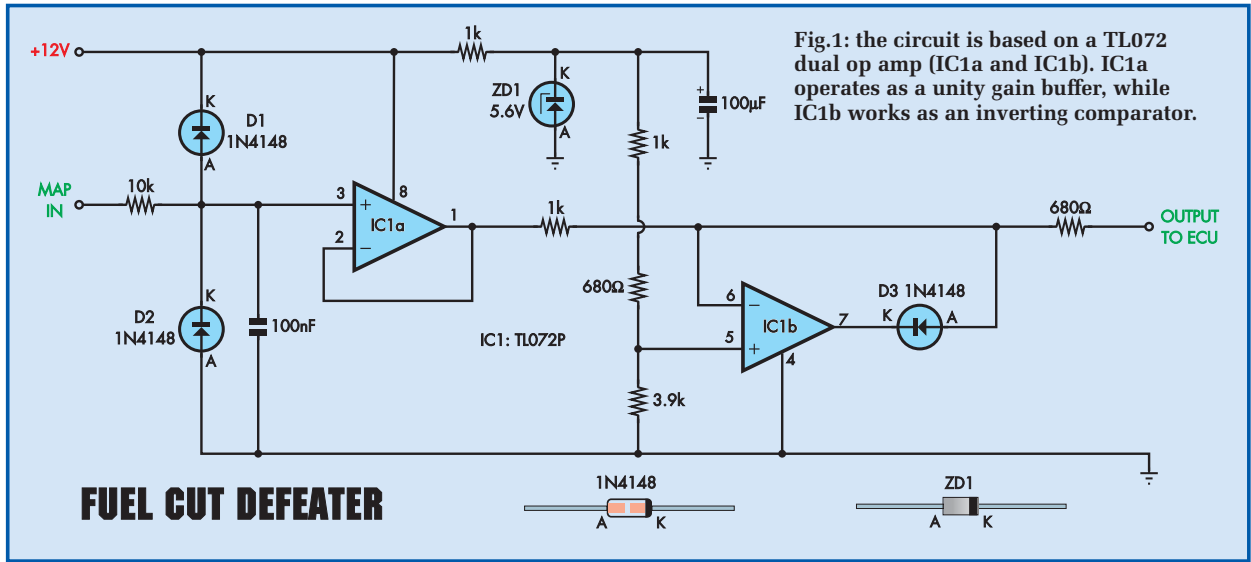 Fig.1: the circuit is based on a TL072
dual op amp (IC1a and IC1b). IC1a
operates as a unity gain buffer, while
IC1b works as an inverting comparator.
+12V
1k
K
ZD1
5.6V
A
+
100µF
−
K
D1
1N4148
A
1k
MAP
IN
10k
3
+
8
IC1a
1
2
−
1k
680Ω
OUTPUT
TO ECU
K
D2
1N4148
A
100nF
IC1: TL072P
680Ω
6
−
IC1b
7
5
+
4
D3 1N4148
K
A
3.9k
FUEL CUT DEFEATER
1N4148
A
K
ZD1
A
K